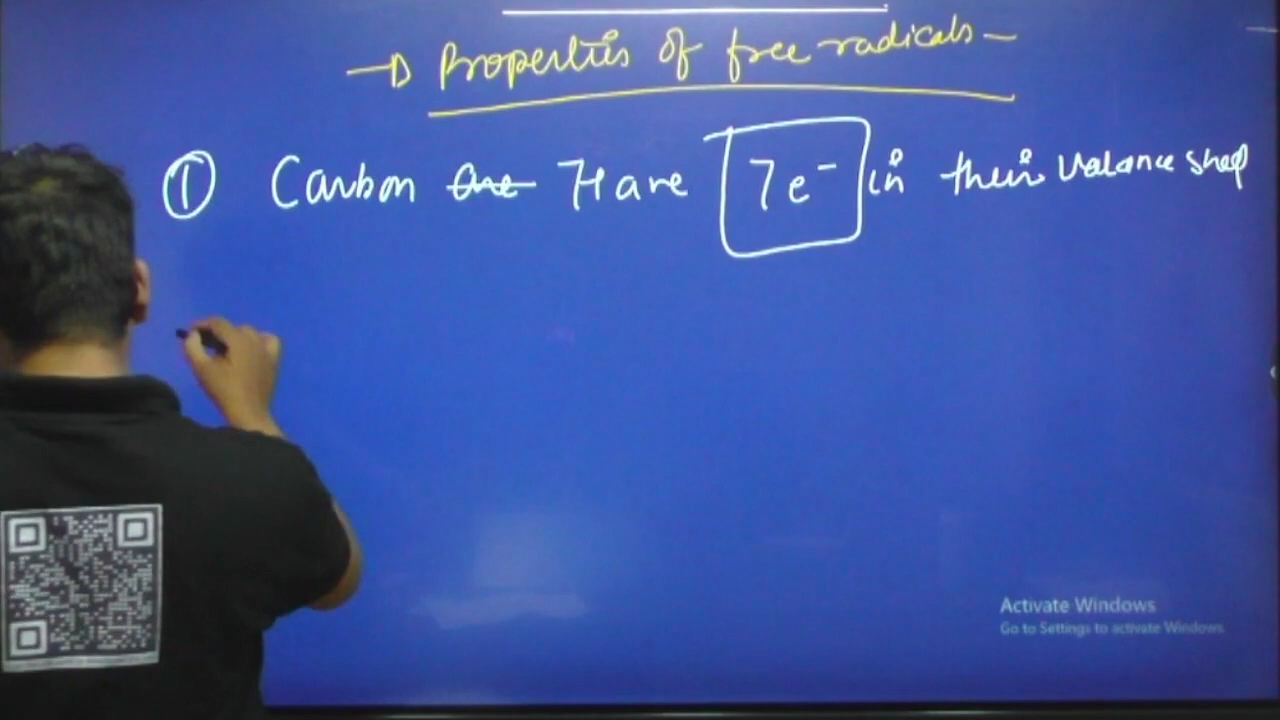 → Properties of free radicals –
① Carbon are Have 7e⁻ in their valance shell
Activate Windows
Go to Settings to activate Windows.